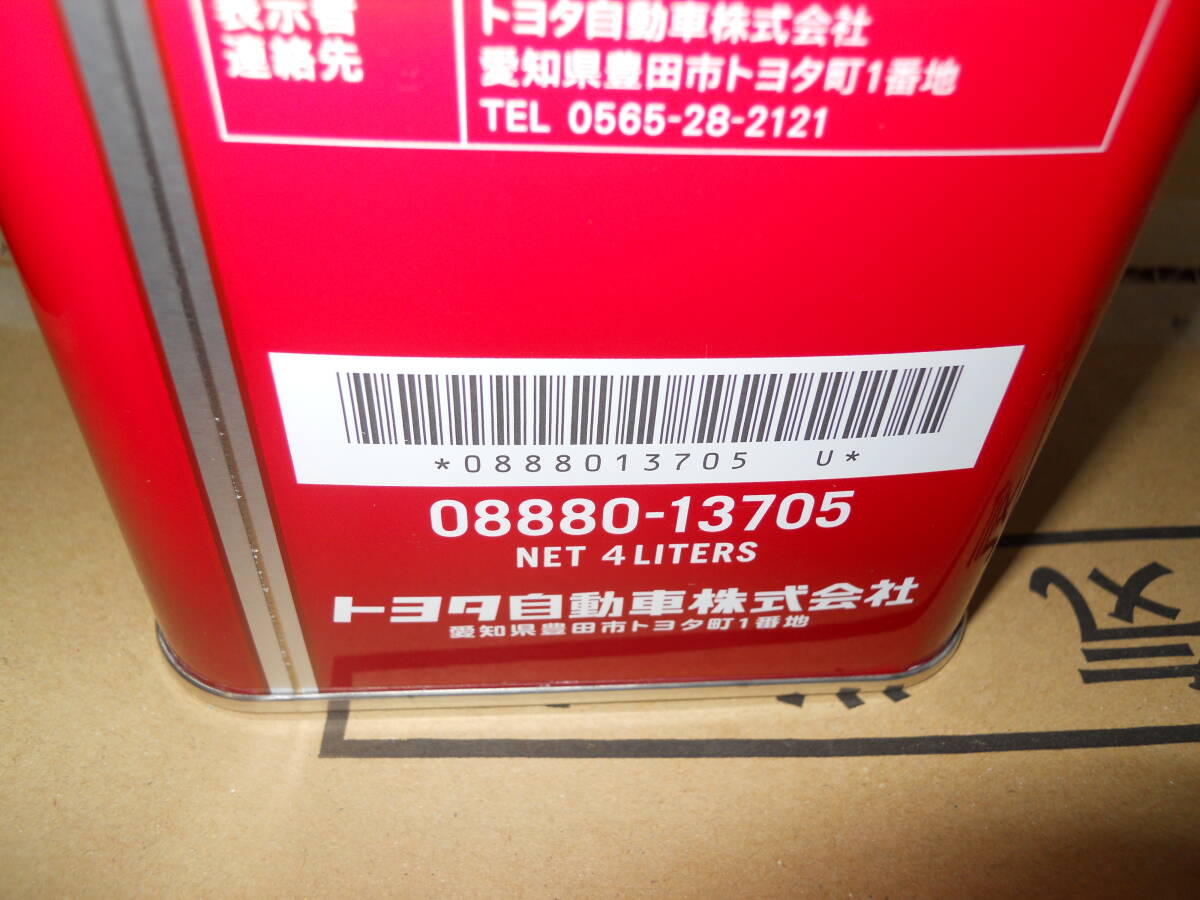 表示者
連絡先
トヨタ自動車株式会社
愛知県豊田市トヨタ町1番地
TEL 0565-28-2121
*0888013705 U*
08880-13705
NET 4 LITERS
トヨタ自動車株式会社
愛知県豊田市トヨタ町1番地